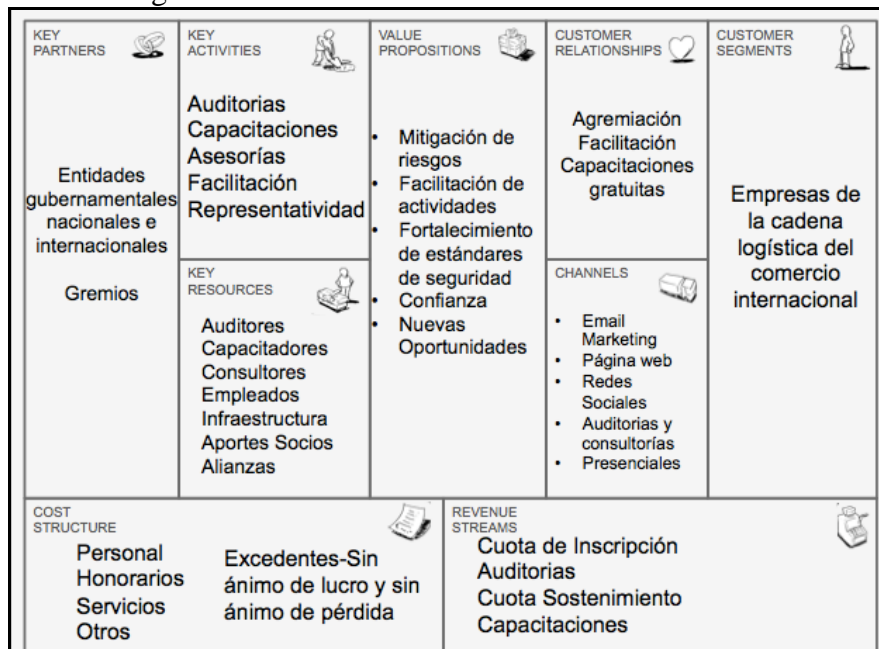 KEY
PARTNERS
Entidades
gubernamentales
nacionales e
internacionales
Gremios
KEY
ACTIVITIES
Auditorias
Capacitaciones
Asesorías
Facilitación
Representatividad
KEY
RESOURCES
Auditores
Capacitadores
Consultores
Empleados
Infraestructura
Aportes Socios
Alianzas
VALUE
PROPOSITIONS
• Mitigación de
riesgos
• Facilitación de
actividades
• Fortalecimiento
de estándares
de seguridad
• Confianza
• Nuevas
Oportunidades
CUSTOMER
RELATIONSHIPS
Agremiación
Facilitación
Capacitaciones
gratuitas
CHANNELS
• Email
Marketing
• Página web
• Redes
Sociales
• Auditorias y
consultorías
• Presenciales
CUSTOMER
SEGMENTS
Empresas de
la cadena
logística del
comercio
internacional
COST
STRUCTURE
Personal
Honorarios
Servicios
Otros
Excedentes-Sin
ánimo de lucro y sin
ánimo de pérdida
REVENUE
STREAMS
Cuota de Inscripción
Auditorias
Cuota Sostenimiento
Capacitaciones